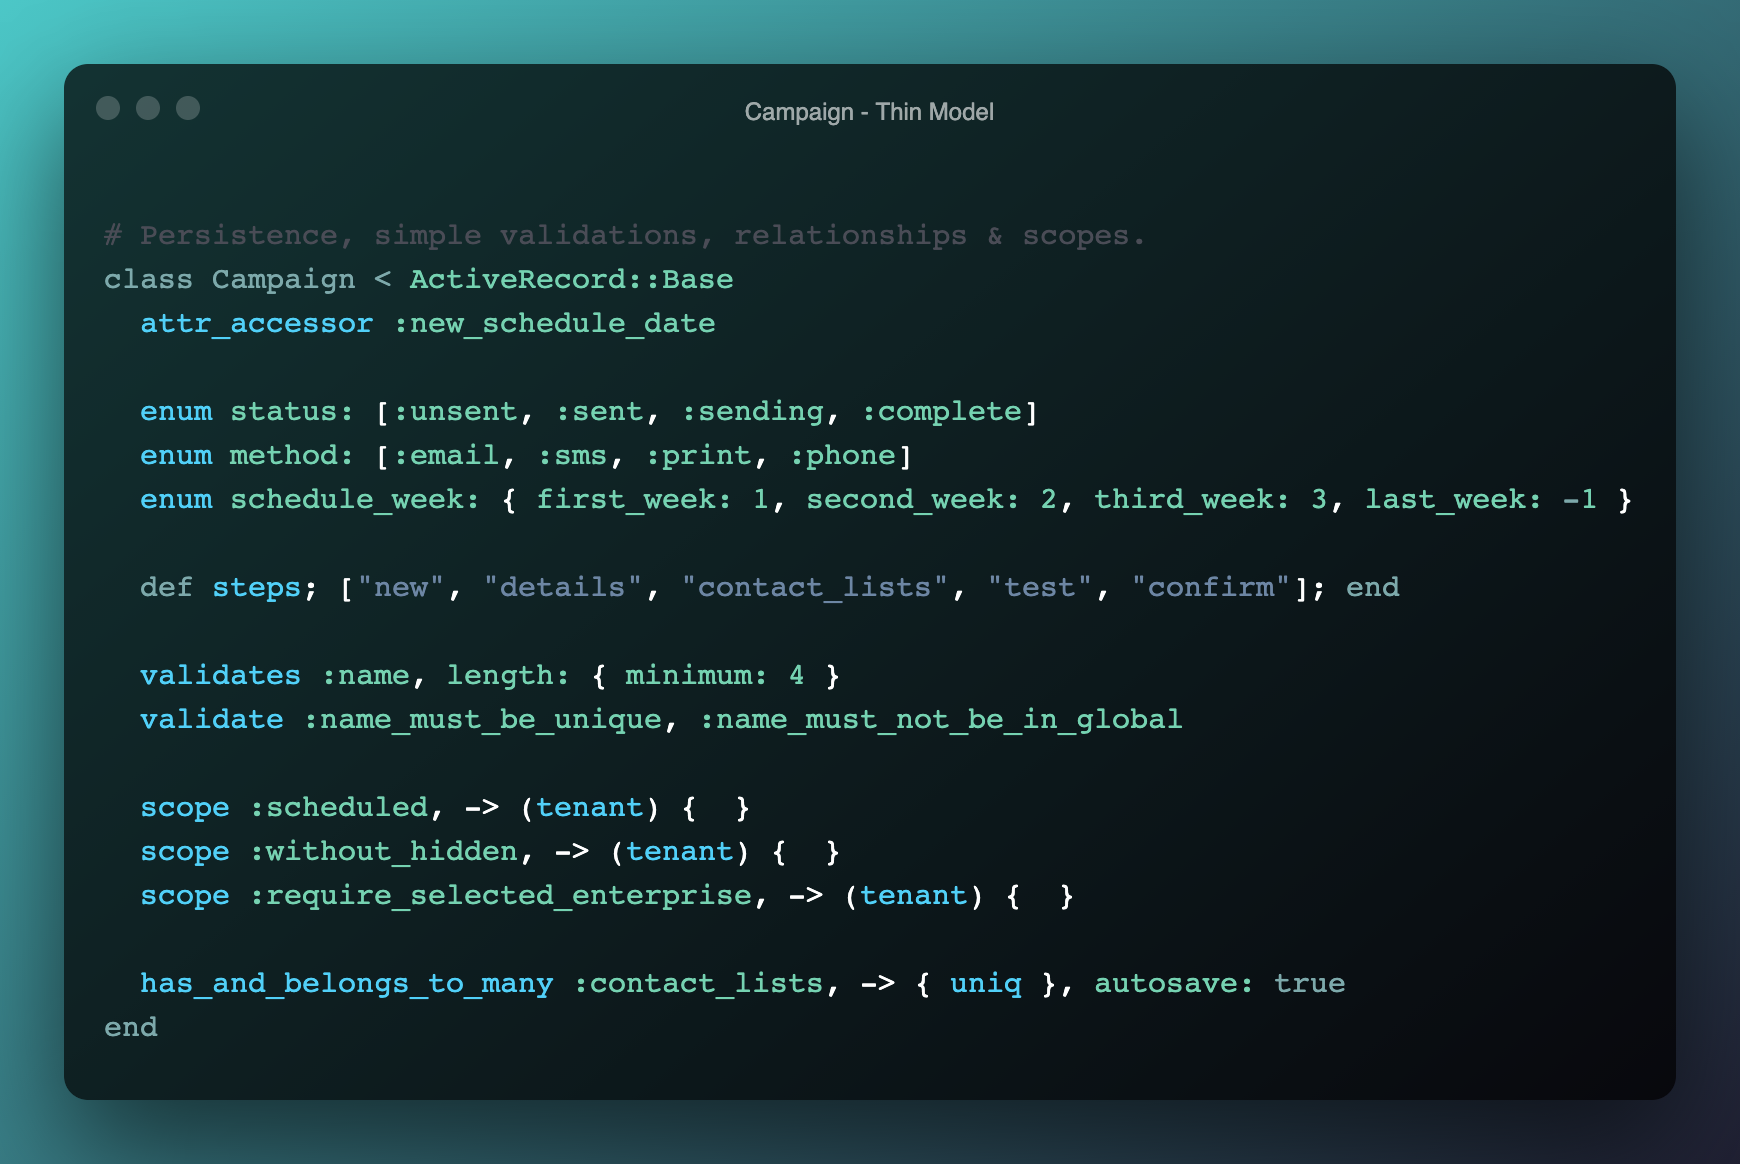 Campaign - Thin Model
# Persistence, simple validations, relationships & scopes.
class Campaign < ActiveRecord::Base
  attr_accessor :new_schedule_date

  enum status: [:unsent, :sent, :sending, :complete]
  enum method: [:email, :sms, :print, :phone]
  enum schedule_week: { first_week: 1, second_week: 2, third_week: 3, last_week: -1 }

  def steps; ["new", "details", "contact_lists", "test", "confirm"]; end

  validates :name, length: { minimum: 4 }
  validate :name_must_be_unique, :name_must_not_be_in_global

  scope :scheduled, -> (tenant) {  }
  scope :without_hidden, -> (tenant) {  }
  scope :require_selected_enterprise, -> (tenant) {  }

  has_and_belongs_to_many :contact_lists, -> { uniq }, autosave: true
end